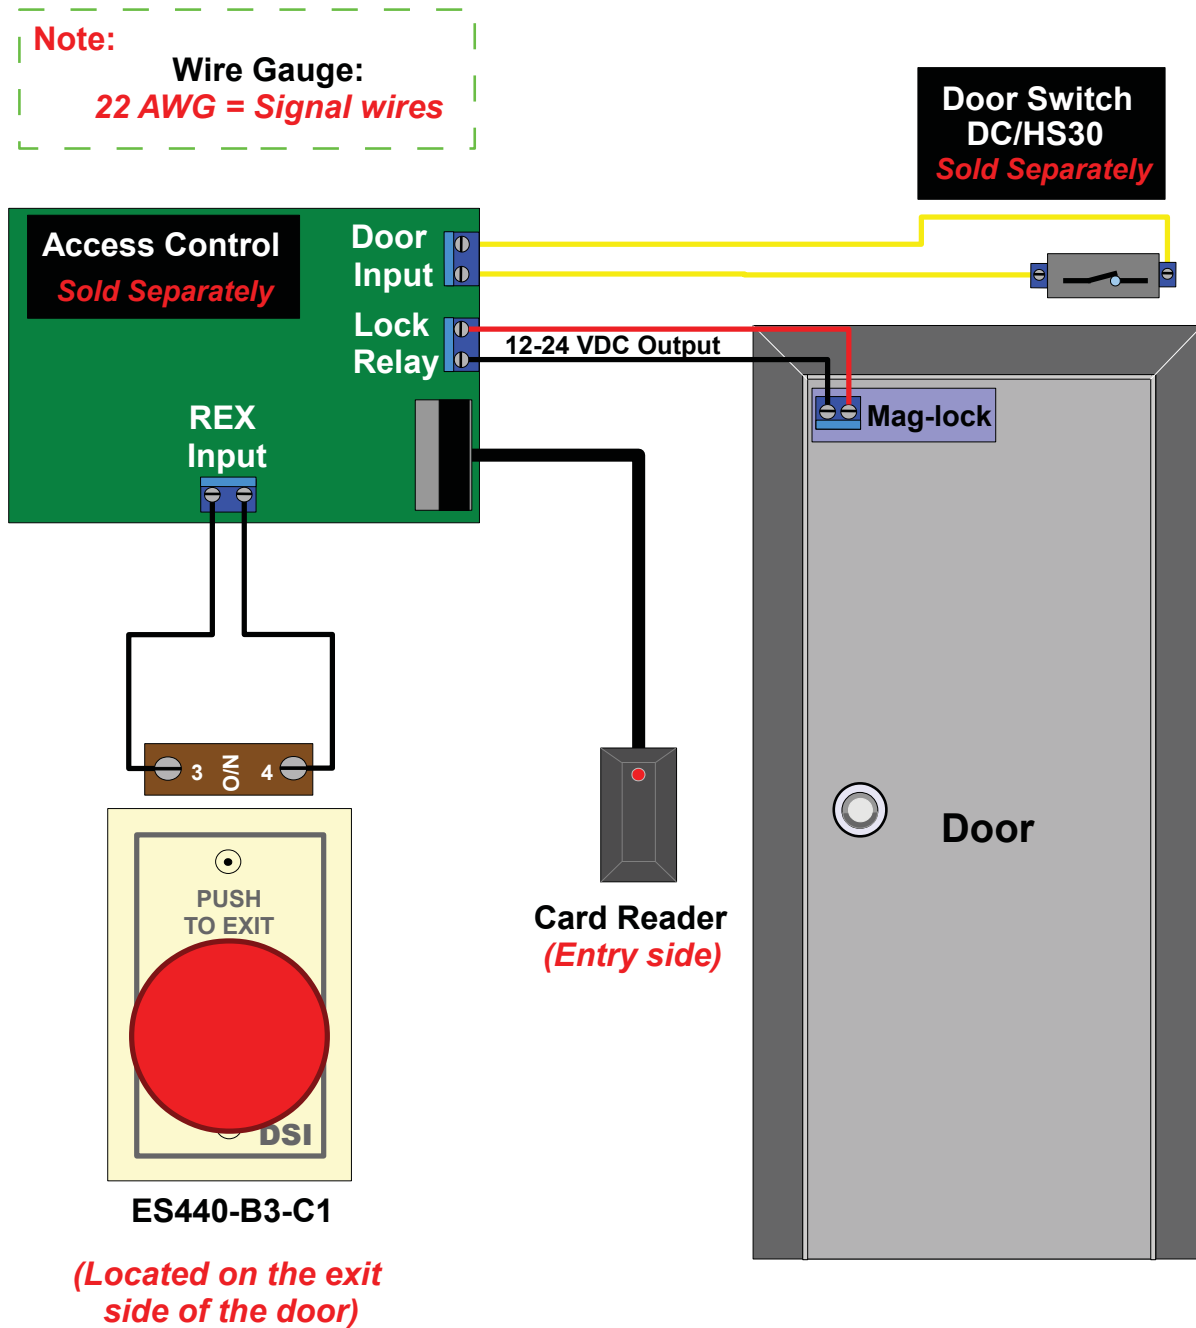 Note:
Wire Gauge:
22 AWG = Signal wires
Door Switch
DC/HS30
Sold Separately
Access Control
Sold Separately
Door
Input
Lock
Relay
12-24 VDC Output
REX
Input
Mag-lock
3 N/O 4
PUSH
TO EXIT
DSI
ES440-B3-C1
(Located on the exit
side of the door)
Card Reader
(Entry side)
Door